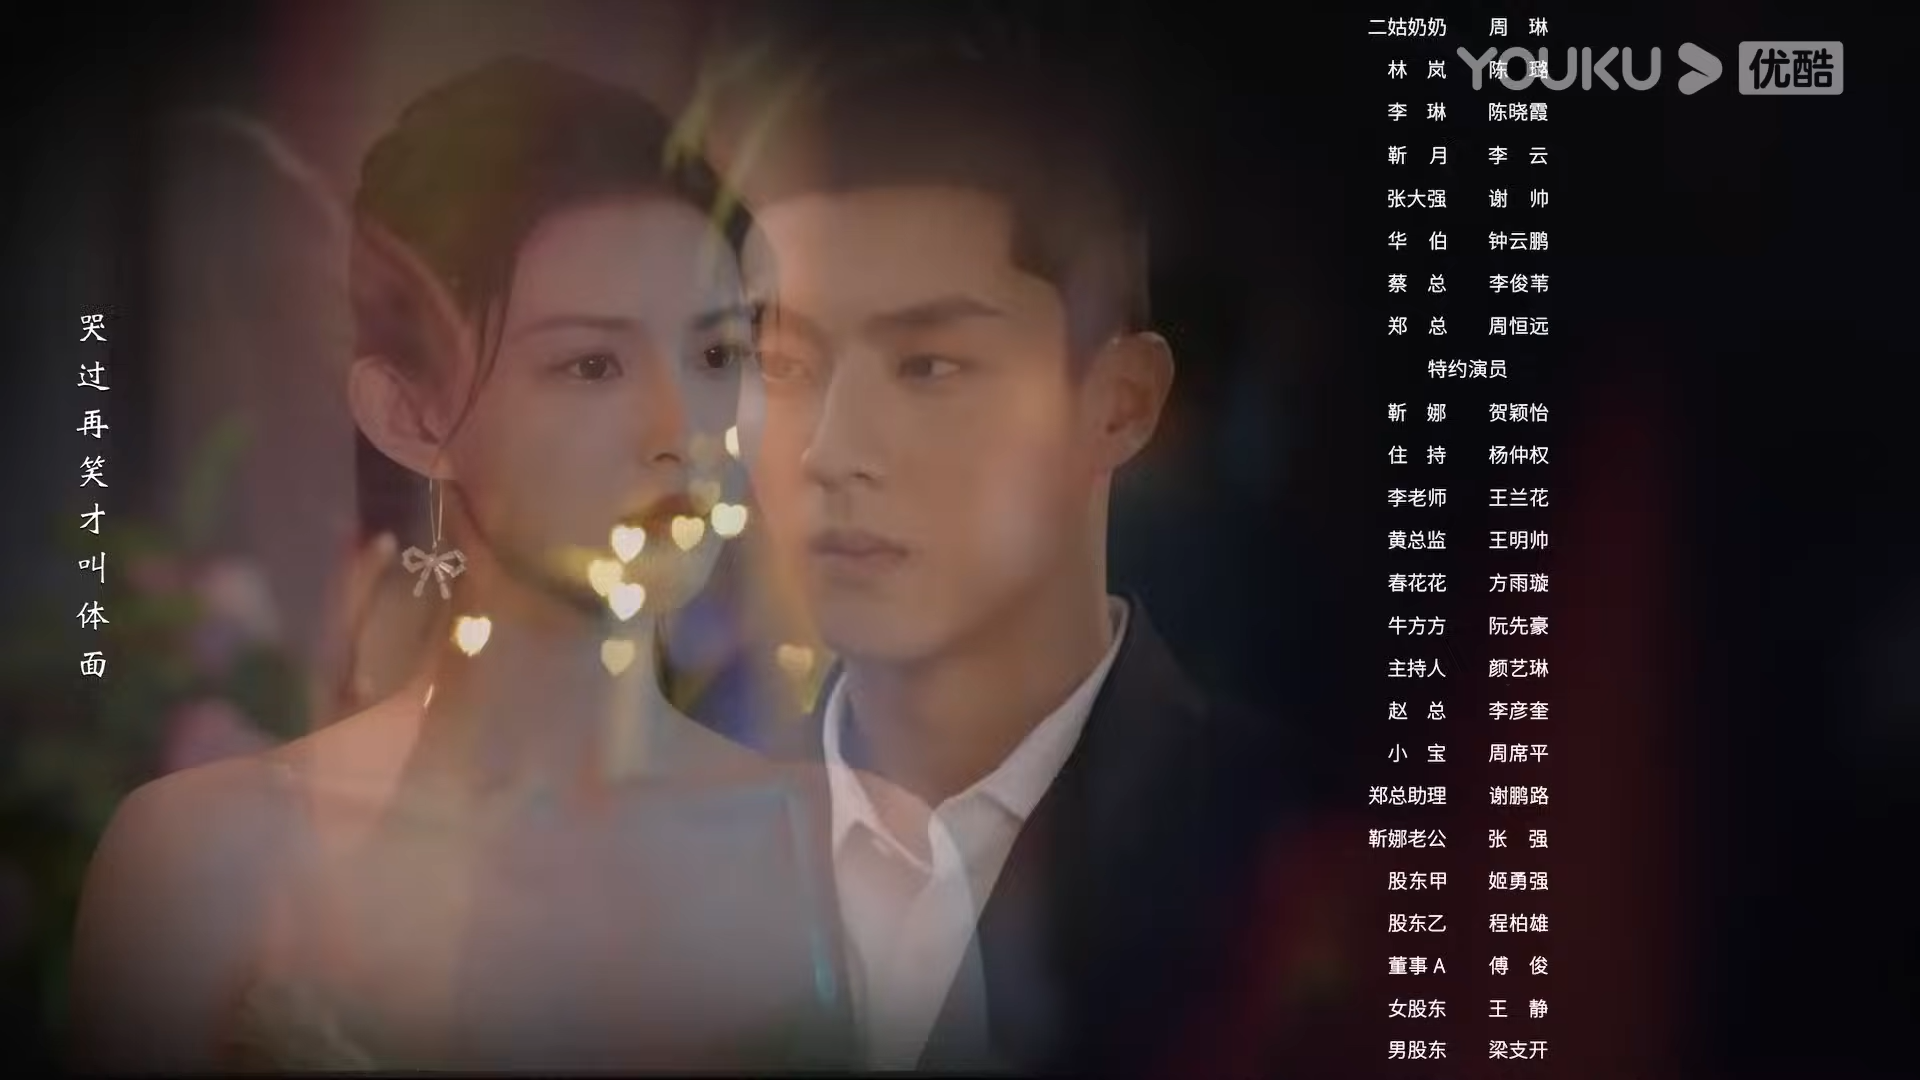 哭过再笑才叫体面
YOUKU 优酷
二姑奶奶 周 琳
林 岚 陈 璐
李 琳 陈晓霞
靳 月 李 云
张大强 谢 帅
华 伯 钟云鹏
蔡 总 李俊苇
郑 总 周恒远
特约演员
靳 娜 贺颖怡
住 持 杨仲权
李老师 王兰花
黄总监 王明帅
春花花 方雨璇
牛方方 阮先豪
主持人 颜艺琳
赵 总 李彦奎
小 宝 周席平
郑总助理 谢鹏路
靳娜老公 张 强
股东甲 姬勇强
股东乙 程柏雄
董事 A 傅 俊
女股东 王 静
男股东 梁支开